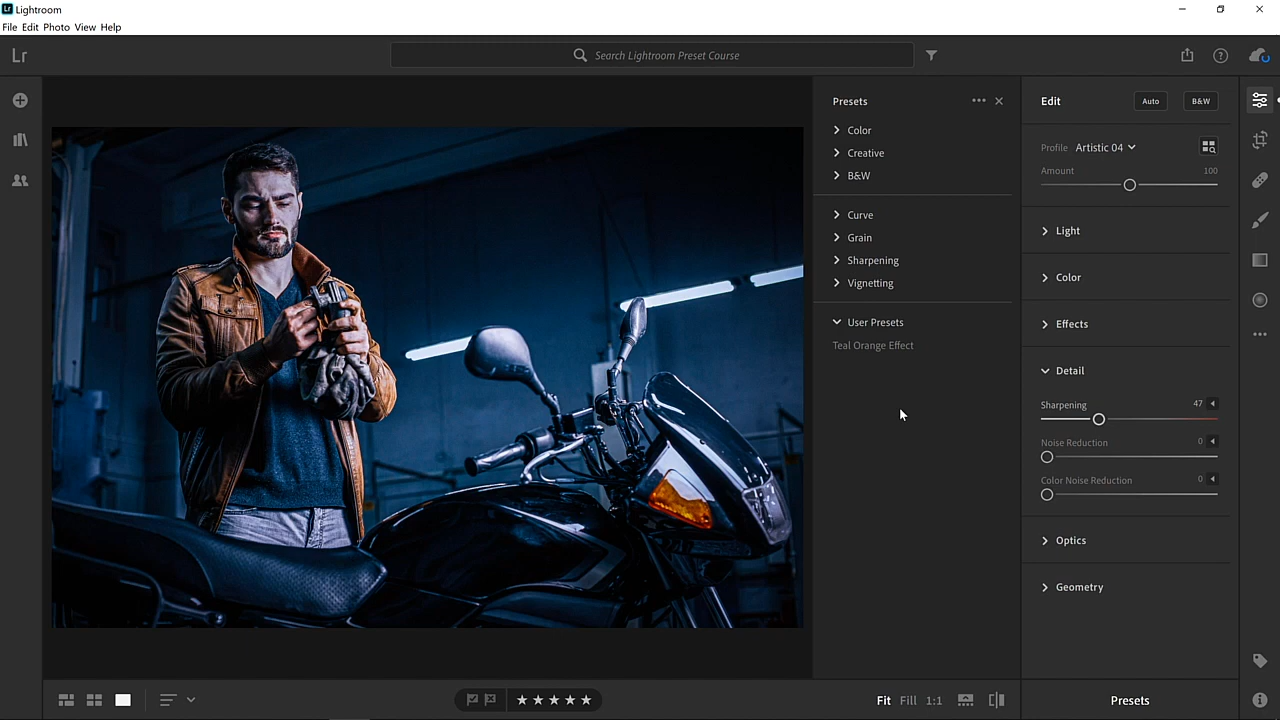 Lr Lightroom
File Edit Photo View Help
Lr
Search Lightroom Preset Course
?
Presets
Color
Creative
B&W
Curve
Grain
Sharpening
Vignetting
User Presets
Teal Orange Effect
Edit
Auto
B&W
Profile Artistic 04
Amount 100
Light
Color
Effects
Detail
Sharpening 47
Noise Reduction 0
Color Noise Reduction 0
Optics
Geometry
Fit Fill 1:1
Presets